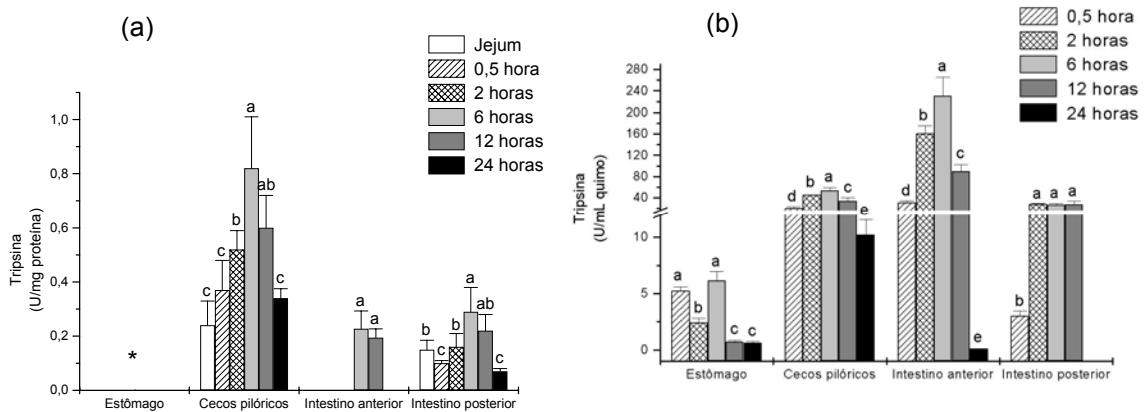 (a)
Jejum
0,5 hora
2 horas
6 horas
12 horas
24 horas
Tripsina
(U/mg proteína)
1,0
0,8
0,6
0,4
0,2
0,0
*
c
c
b
a
ab
c
a
a
b
c
b
a
ab
c
Estômago
Cecos pilóricos
Intestino anterior
Intestino posterior
(b)
0,5 hora
2 horas
6 horas
12 horas
24 horas
Tripsina
(U/mL quimo)
280
240
200
160
120
80
40
10
5
0
a
b
a
c
c
d
b
a
c
e
d
b
a
c
e
b
a
a
a
Estômago
Cecos pilóricos
Intestino anterior
Intestino posterior